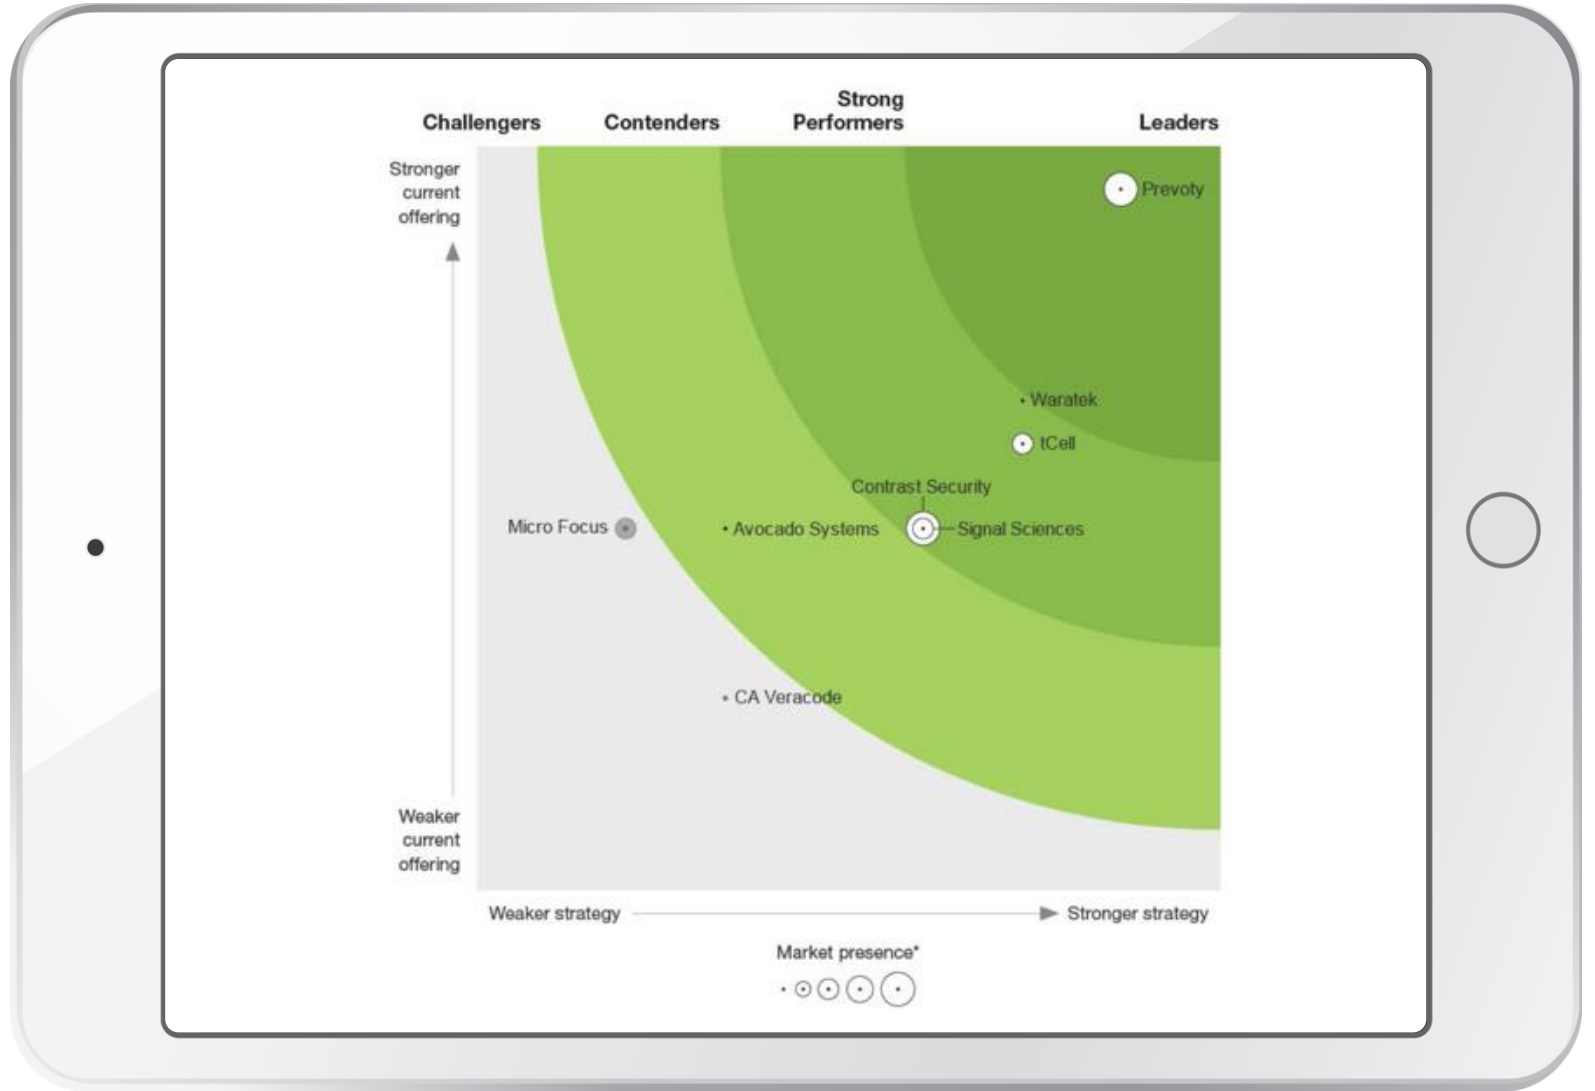 Strong
Challengers Contenders Performers Leaders
Stronger
current
offering
Prevoty
Waratek
tCell
Contrast Security
Micro Focus
Avocado Systems
Signal Sciences
CA Veracode
Weaker
current
offering
Weaker strategy
Stronger strategy
Market presence*